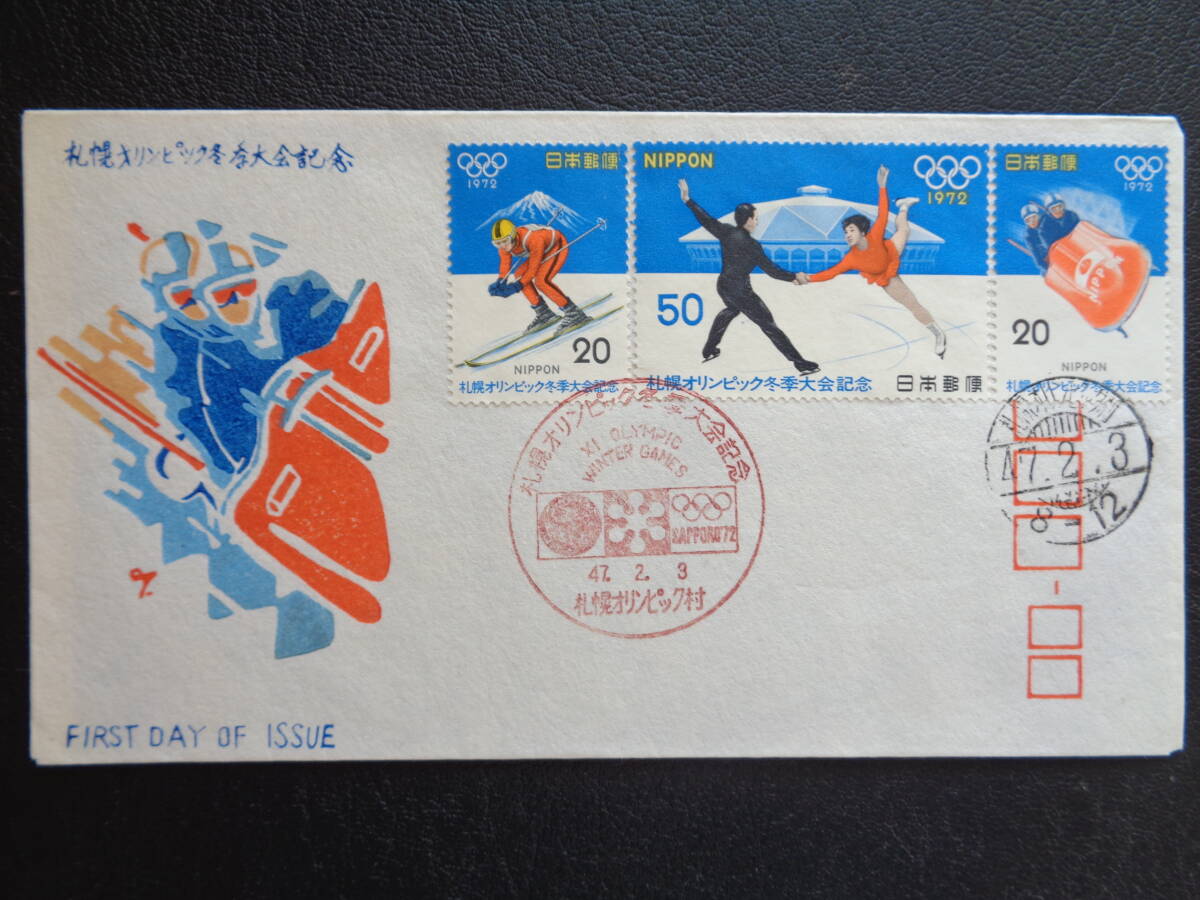 札幌オリンピック冬季大会記念
1972
日本郵便
20
NIPPON
札幌オリンピック冬季大会記念
NIPPON
1972
50
札幌オリンピック冬季大会記念
日本郵便
日本郵便
1972
NIPPON
20
NIPPON
札幌オリンピック冬季大会記念
札幌オリンピック冬季大会記念
XI OLYMPIC
WINTER GAMES
SAPPORO'72
47. 2. 3
札幌オリンピック村
47.2.3
8-12
FIRST DAY OF ISSUE